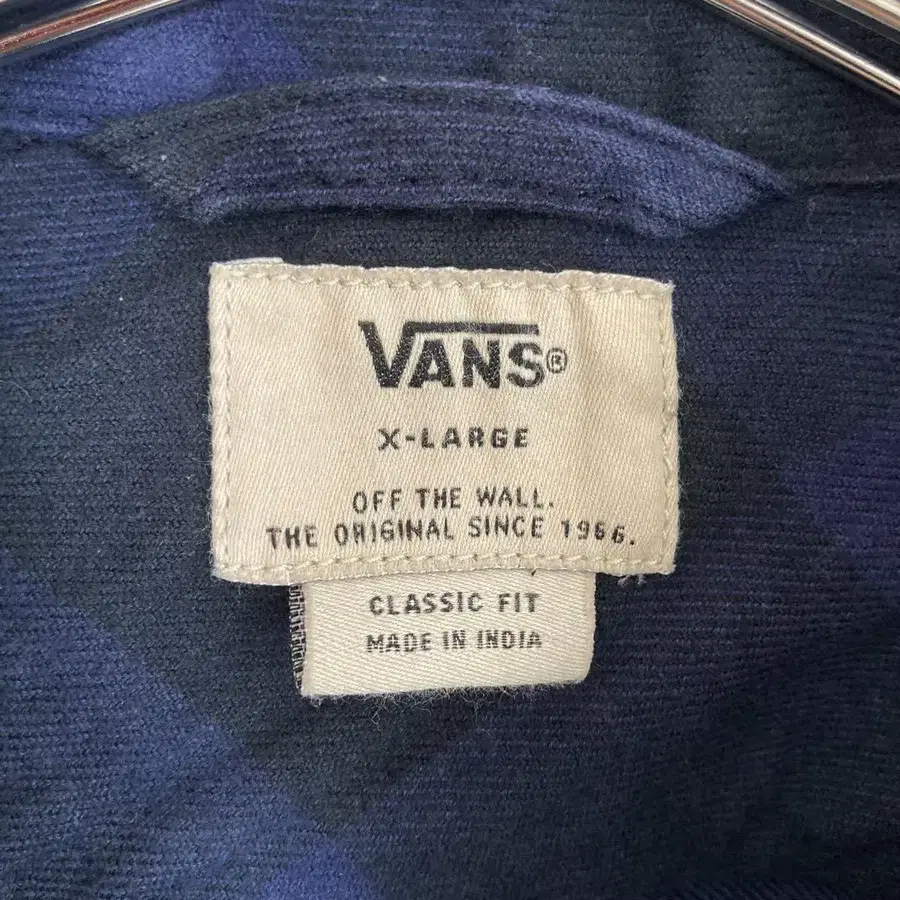 VANS®
X-LARGE
OFF THE WALL.
THE ORIGINAL SINCE 1966.
CLASSIC FIT
MADE IN INDIA